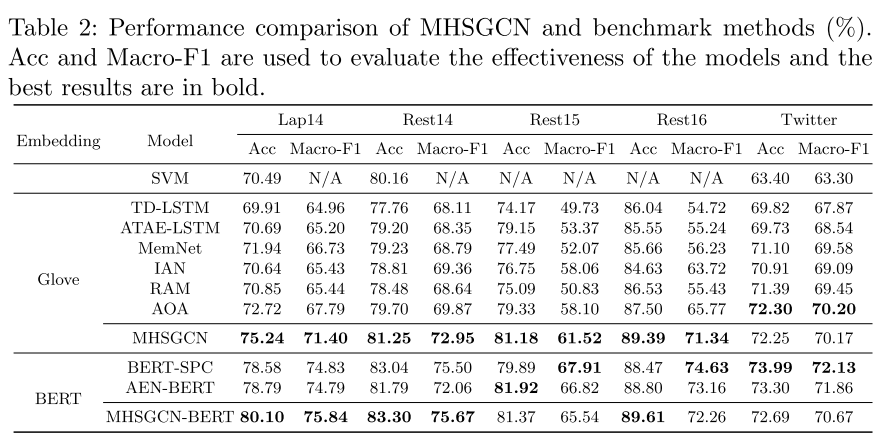 Table 2: Performance comparison of MHSGCN and benchmark methods (%).
Acc and Macro-F1 are used to evaluate the effectiveness of the models and the
best results are in bold.
Embedding Model Lap14 Rest14 Rest15 Rest16 Twitter
Acc Macro-F1 Acc Macro-F1 Acc Macro-F1 Acc Macro-F1 Acc Macro-F1
SVM 70.49 N/A 80.16 N/A N/A N/A N/A N/A 63.40 63.30
Glove
TD-LSTM 69.91 64.96 77.76 68.11 74.17 49.73 86.04 54.72 69.82 67.87
ATAE-LSTM 70.69 65.20 79.20 68.35 79.15 53.37 85.55 55.24 69.73 68.54
MemNet 71.94 66.73 79.23 68.79 77.49 52.07 85.66 56.23 71.10 69.58
IAN 70.64 65.43 78.81 69.36 76.75 58.06 84.63 63.72 70.91 69.09
RAM 70.85 65.44 78.48 68.64 75.09 50.83 86.53 55.43 71.39 69.45
AOA 72.72 67.79 79.70 69.87 79.33 58.10 87.50 65.77 72.30 70.20
MHSGCN 75.24 71.40 81.25 72.95 81.18 61.52 89.39 71.34 72.25 70.17
BERT
BERT-SPC 78.58 74.83 83.04 75.50 79.89 67.91 88.47 74.63 73.99 72.13
AEN-BERT 78.79 74.79 81.79 72.06 81.92 66.82 88.80 73.16 73.30 71.86
MHSGCN-BERT 80.10 75.84 83.30 75.67 81.37 65.54 89.61 72.26 72.69 70.67